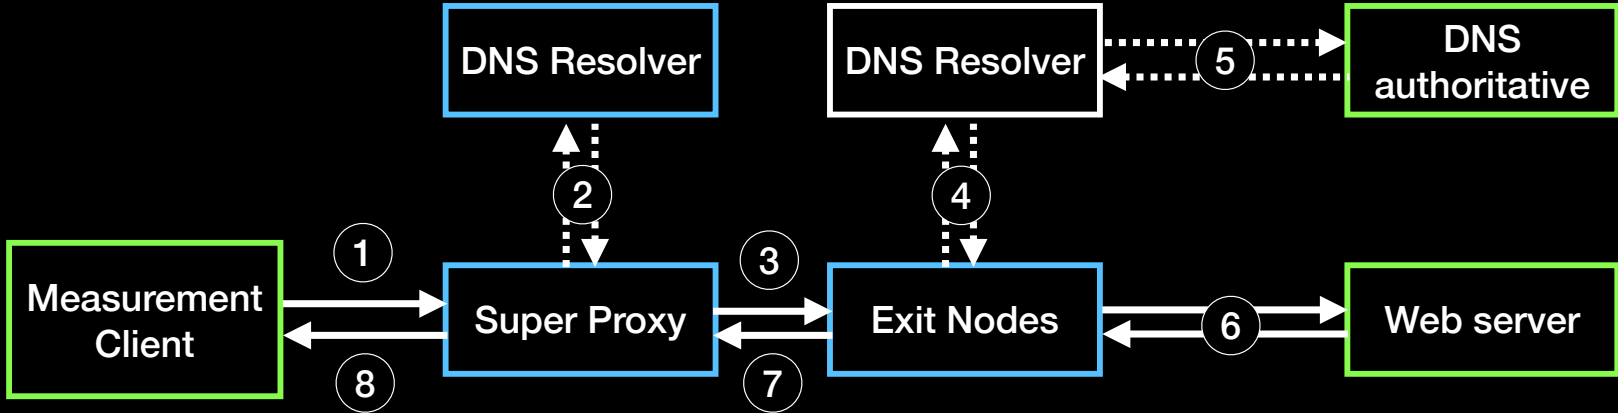 DNS Resolver
DNS Resolver
5
DNS
authoritative
2
4
1
3
Measurement
Client
Super Proxy
Exit Nodes
6
Web server
8
7